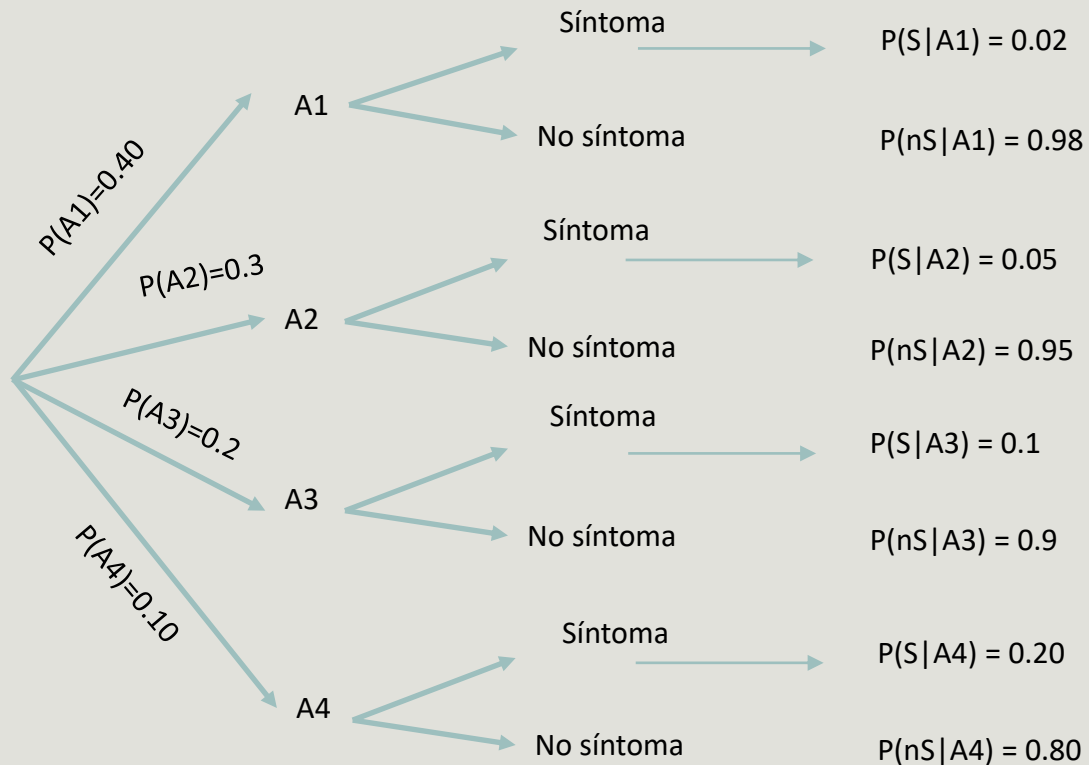 Síntoma
P(S|A1) = 0.02
A1
No síntoma
P(nS|A1) = 0.98
P(A1)=0.40
Síntoma
P(S|A2) = 0.05
P(A2)=0.3
A2
No síntoma
P(nS|A2) = 0.95
P(A3)=0.2
Síntoma
P(S|A3) = 0.1
A3
No síntoma
P(nS|A3) = 0.9
P(A4)=0.10
Síntoma
P(S|A4) = 0.20
A4
No síntoma
P(nS|A4) = 0.80